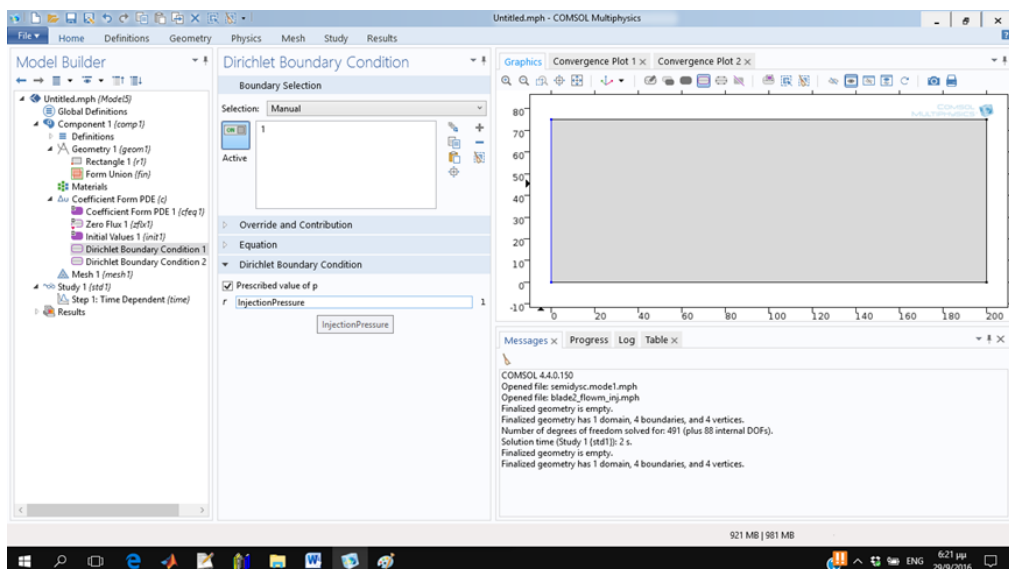 Untitled.mph - COMSOL Multiphysics
File Home Definitions Geometry Physics Mesh Study Results
Model Builder
Untitled.mph (Model5)
Global Definitions
Component 1 (comp1)
Definitions
Geometry 1 (geom1)
Rectangle 1 (r1)
Form Union (fin)
Materials
Δu Coefficient Form PDE (c)
Coefficient Form PDE 1 (cfeq1)
Zero Flux 1 (zflx1)
Initial Values 1 (init1)
Dirichlet Boundary Condition 1
Dirichlet Boundary Condition 2
Mesh 1 (mesh1)
Study 1 (std1)
Step 1: Time Dependent (time)
Results
Dirichlet Boundary Condition
Boundary Selection
Selection: Manual
ON
1
Active
Override and Contribution
Equation
Dirichlet Boundary Condition
Prescribed value of p
r InjectionPressure 1
InjectionPressure
Graphics Convergence Plot 1 Convergence Plot 2
COMSOL
MULTIPHYSICS
80
70
60
50
40
30
20
10
0
-10
0 20 40 60 80 100 120 140 160 180 200
Messages Progress Log Table
COMSOL 4.4.0.150
Opened file: semidysc.mode1.mph
Opened file: blade2_flowm_inj.mph
Finalized geometry is empty.
Finalized geometry has 1 domain, 4 boundaries, and 4 vertices.
Number of degrees of freedom solved for: 491 (plus 88 internal DOFs).
Solution time (Study 1 (std1)): 2 s.
Finalized geometry is empty.
Finalized geometry has 1 domain, 4 boundaries, and 4 vertices.
921 MB | 981 MB
ENG
6:21 μμ
29/9/2016